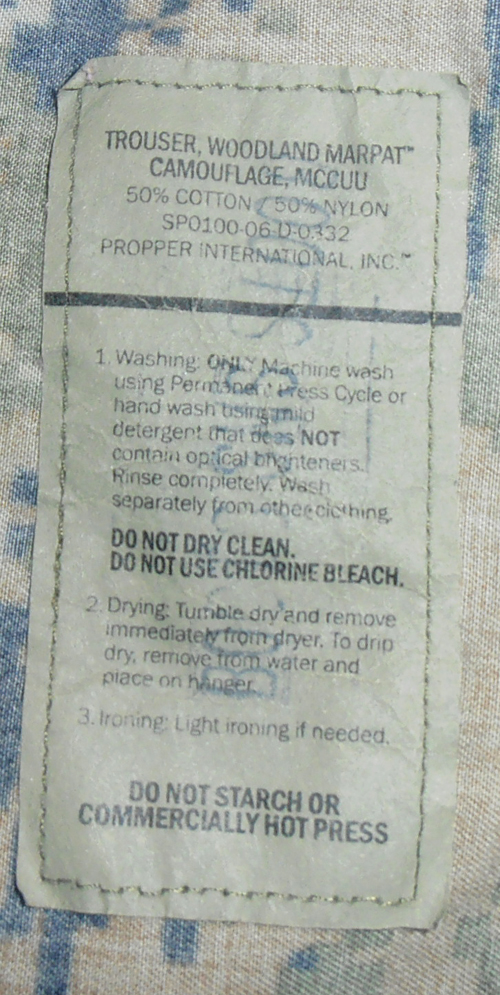 TROUSER, WOODLAND MARPAT™
CAMOUFLAGE, MCCUU
50% COTTON / 50% NYLON
SP0100-06-D-0332
PROPPER INTERNATIONAL, INC.™
1. Washing: ONLY Machine wash
using Permanent Press Cycle or
hand wash using mild
detergent that does NOT
contain optical brighteners.
Rinse completely. Wash
separately from other clothing.
DO NOT DRY CLEAN.
DO NOT USE CHLORINE BLEACH.
2. Drying: Tumble dry and remove
immediately from dryer. To drip
dry, remove from water and
place on hanger.
3. Ironing: Light ironing if needed.
DO NOT STARCH OR
COMMERCIALLY HOT PRESS